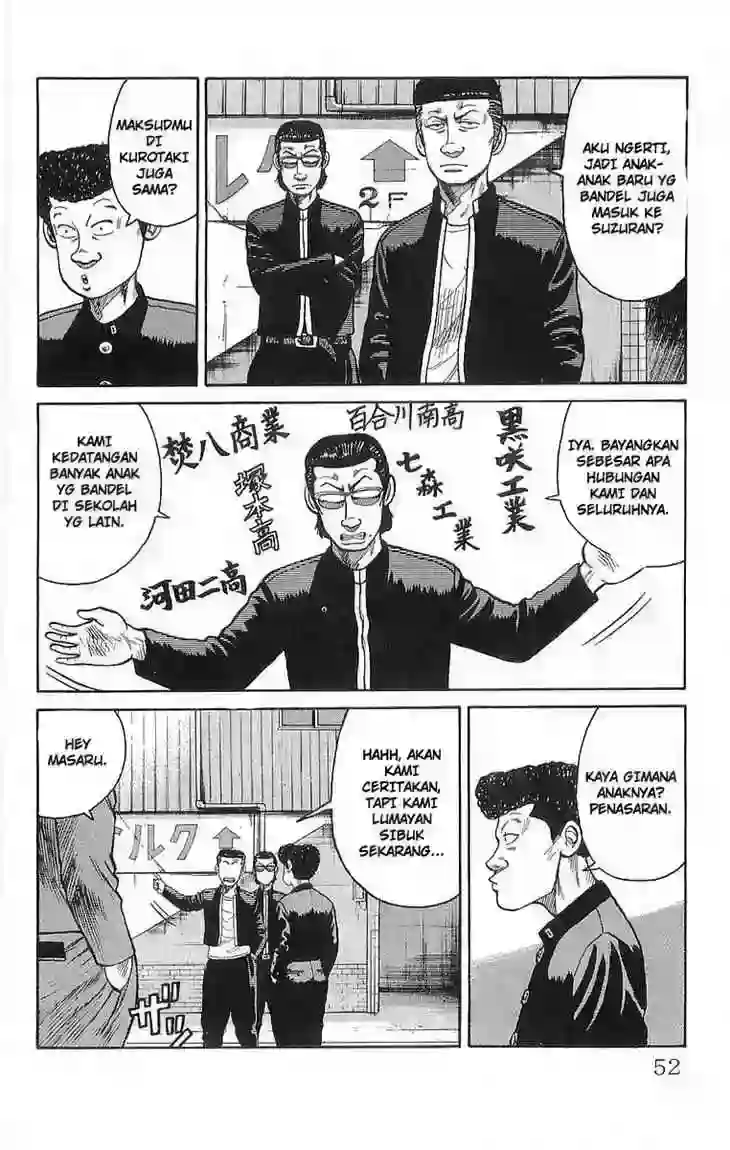 AKU NGERTI,
JADI ANAK-
ANAK BARU YG
BANDEL JUGA
MASUK KE
SUZURAN?
レク
2F
MAKSUDMU
DI
KUROTAKI
JUGA
SAMA?
IYA. BAYANGKAN
SEBESAR APA
HUBUNGAN
KAMI DAN
SELURUHNYA.
黒咲工業
百合川南高
七森工業
焚八商業
塚本高
河田二高
KAMI
KEDATANGAN
BANYAK ANAK
YG BANDEL
DI SEKOLAH
YG LAIN.
KAYA GIMANA
ANAKNYA?
PENASARAN.
HAHH, AKAN
KAMI
CERITAKAN,
TAPI KAMI
LUMAYAN
SIBUK
SEKARANG...
HEY
MASARU.
ルク
ザッ
52